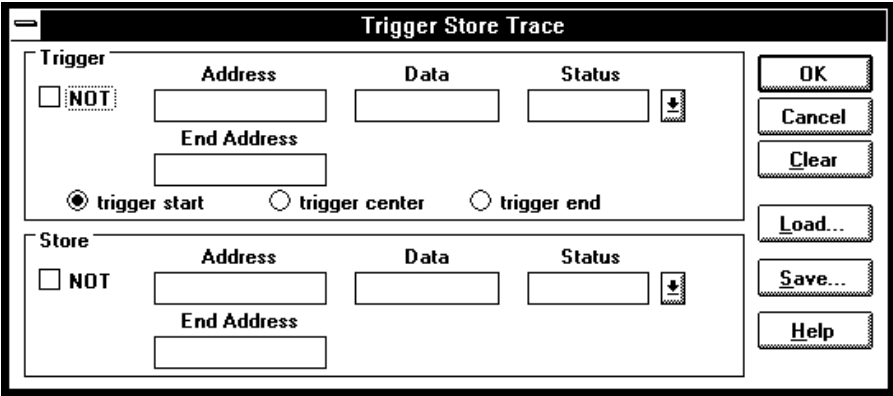 Trigger Store Trace
Trigger
Address Data Status
NOT
End Address
trigger start trigger center trigger end
Store
Address Data Status
NOT
End Address
OK
Cancel
Clear
Load...
Save...
Help